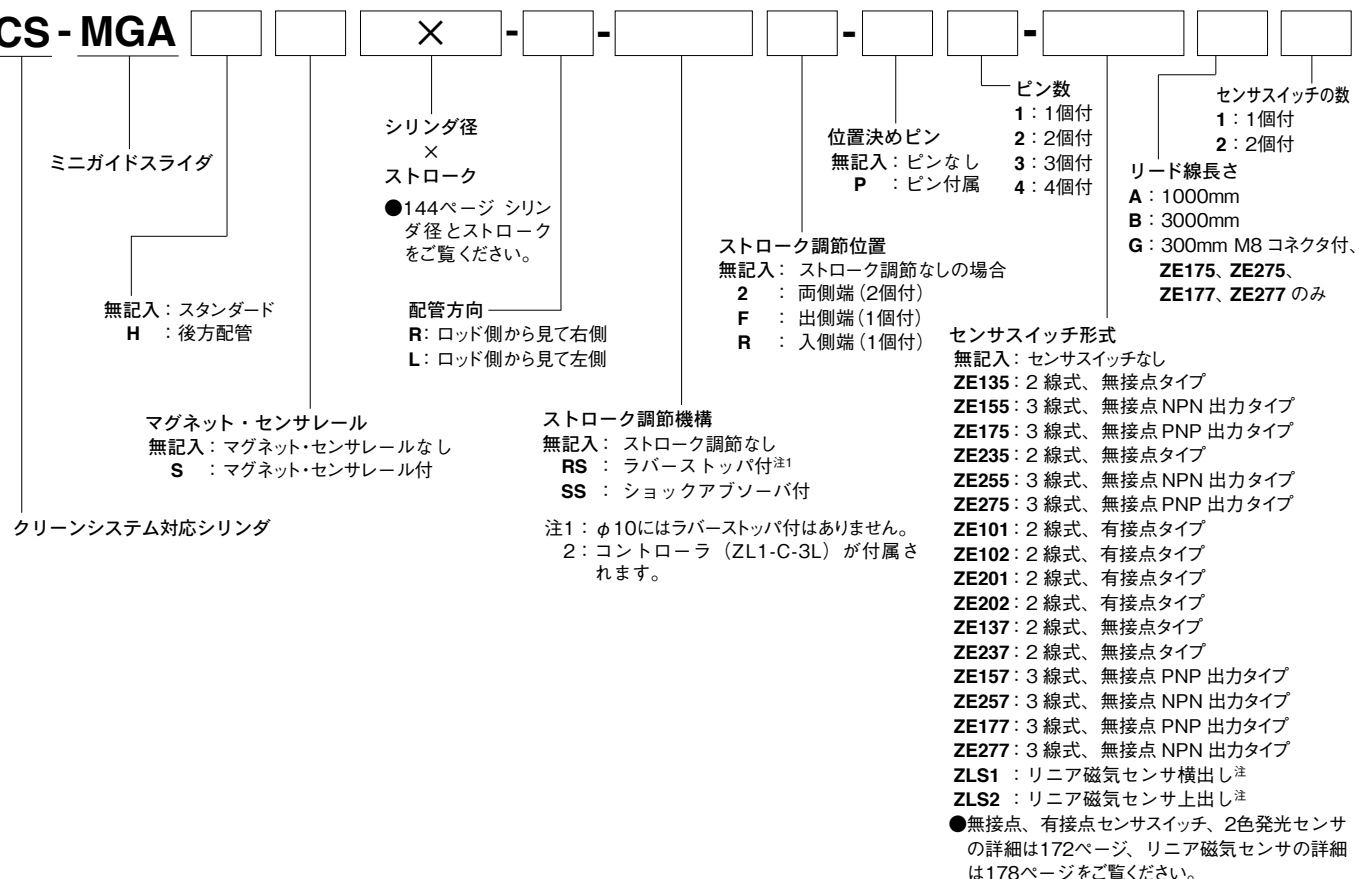 CS - MGA × - - - -
ミニガイドスライダ
無記入：スタンダード
H ：後方配管
マグネット・センサレール
無記入：マグネット・センサレールなし
S ：マグネット・センサレール付
クリーンシステム対応シリンダ
シリンダ径
×
ストローク
●144ページ シリン
ダ径とストローク
をご覧ください。
配管方向
R：ロッド側から見て右側
L：ロッド側から見て左側
ストローク調節機構
無記入： ストローク調節なし
RS ： ラバーストッパ付注1
SS ： ショックアブソーバ付
注1：φ10にはラバーストッパ付はありません。
2：コントローラ（ZL1-C-3L）が付属さ
れます。
ストローク調節位置
無記入： ストローク調節なしの場合
2 ： 両側端（2個付）
F ： 出側端（1個付）
R ： 入側端（1個付）
位置決めピン
無記入：ピンなし
P ：ピン付属
ピン数
1：1個付
2：2個付
3：3個付
4：4個付
センサスイッチ形式
無記入：センサスイッチなし
ZE135：2 線式、無接点タイプ
ZE155：3 線式、無接点 NPN 出力タイプ
ZE175：3 線式、無接点 PNP 出力タイプ
ZE235：2 線式、無接点タイプ
ZE255：3 線式、無接点 NPN 出力タイプ
ZE275：3 線式、無接点 PNP 出力タイプ
ZE101：2 線式、有接点タイプ
ZE102：2 線式、有接点タイプ
ZE201：2 線式、有接点タイプ
ZE202：2 線式、有接点タイプ
ZE137：2 線式、無接点タイプ
ZE237：2 線式、無接点タイプ
ZE157：3 線式、無接点 PNP 出力タイプ
ZE257：3 線式、無接点 NPN 出力タイプ
ZE177：3 線式、無接点 PNP 出力タイプ
ZE277：3 線式、無接点 NPN 出力タイプ
ZLS1 ：リニア磁気センサ横出し注
ZLS2 ：リニア磁気センサ上出し注
●無接点、有接点センサスイッチ、2色発光センサ
の詳細は172ページ、リニア磁気センサの詳細
は178ページをご覧ください。
リード線長さ
A：1000mm
B：3000mm
G：300mm M8 コネクタ付、
ZE175、ZE275、
ZE177、ZE277 のみ
センサスイッチの数
1：1個付
2：2個付